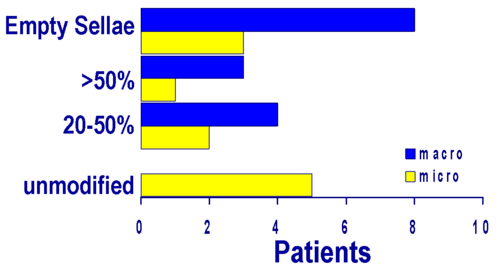 Empty Sellae
>50%
20-50%
unmodified
macro
micro
0 2 4 6 8 10
Patients